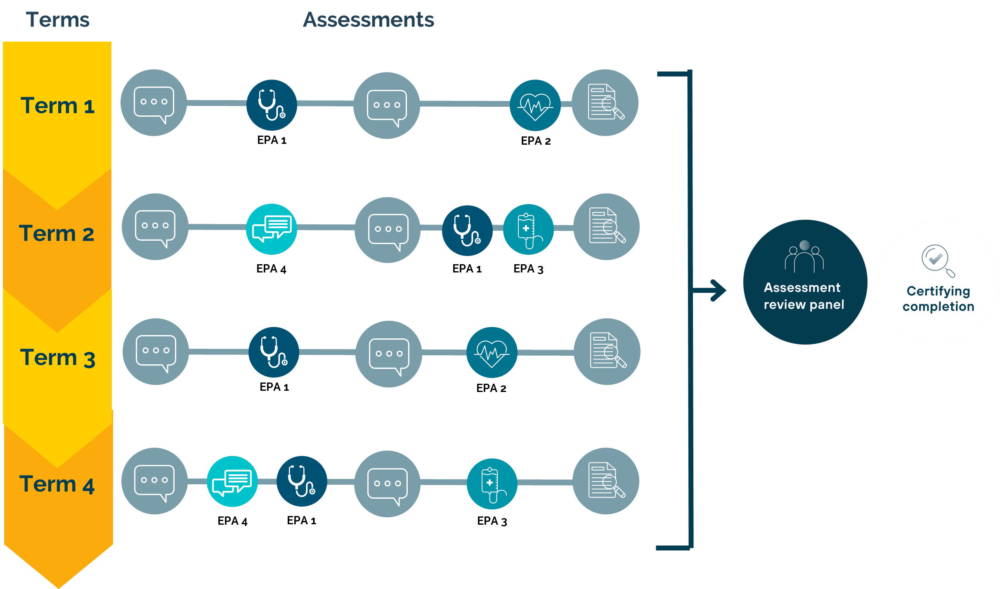 Terms
Assessments
Term 1
EPA 1
EPA 2
Term 2
EPA 4
EPA 1
EPA 3
Term 3
EPA 1
EPA 2
Term 4
EPA 4
EPA 1
EPA 3
Assessment
review panel
Certifying
completion